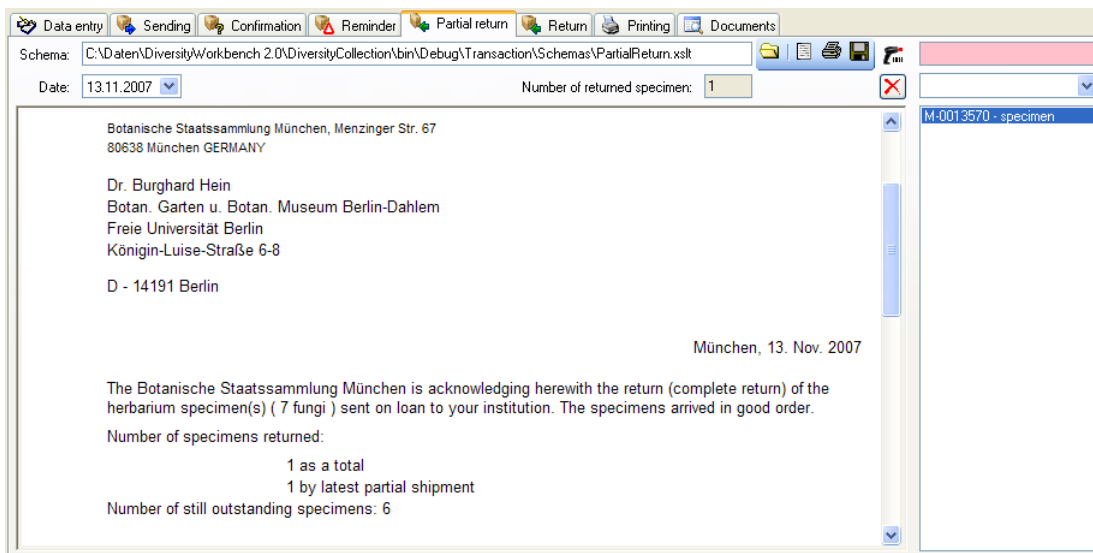 Data entry Sending Confirmation Reminder Partial return Return Printing Documents
Schema: C:\Daten\DiversityWorkbench 2.0\DiversityCollection\bin\Debug\Transaction\Schemas\PartialReturn.xslt
Date: 13.11.2007 Number of returned specimen: 1
M-0013570 - specimen
Botanische Staatssammlung München, Menzinger Str. 67
80638 München GERMANY
Dr. Burghard Hein
Botan. Garten u. Botan. Museum Berlin-Dahlem
Freie Universität Berlin
Königin-Luise-Straße 6-8
D - 14191 Berlin
München, 13. Nov. 2007
The Botanische Staatssammlung München is acknowledging herewith the return (complete return) of the
herbarium specimen(s) ( 7 fungi ) sent on loan to your institution. The specimens arrived in good order.
Number of specimens returned:
1 as a total
1 by latest partial shipment
Number of still outstanding specimens: 6